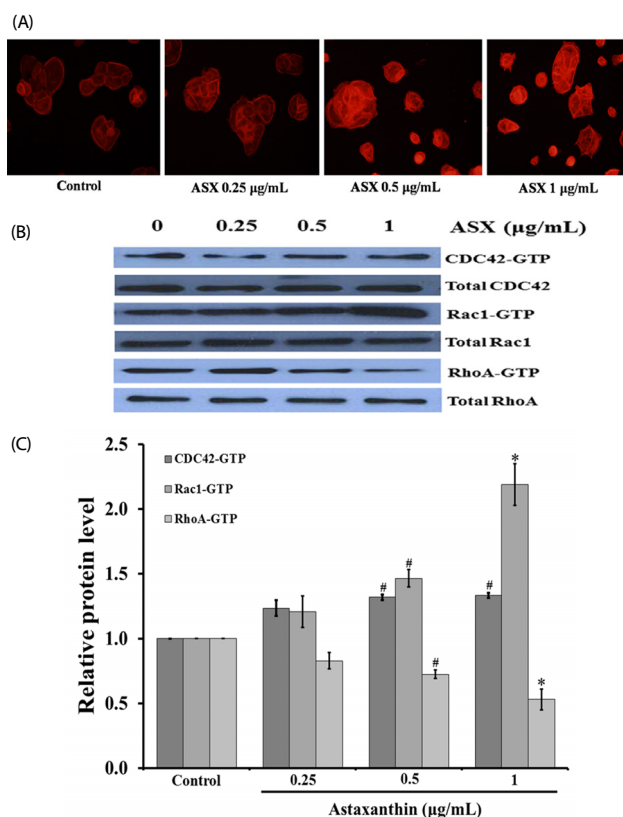 (A)
Control
ASX 0.25 µg/mL
ASX 0.5 µg/mL
ASX 1 µg/mL
(B)
0 0.25 0.5 1 ASX (µg/mL)
CDC42-GTP
Total CDC42
Rac1-GTP
Total Rac1
RhoA-GTP
Total RhoA
(C)
Relative protein level
2.5
2.0
1.5
1.0
0.5
0.0
CDC42-GTP
Rac1-GTP
RhoA-GTP
# # # # * *
Control 0.25 0.5 1
Astaxanthin (µg/mL)